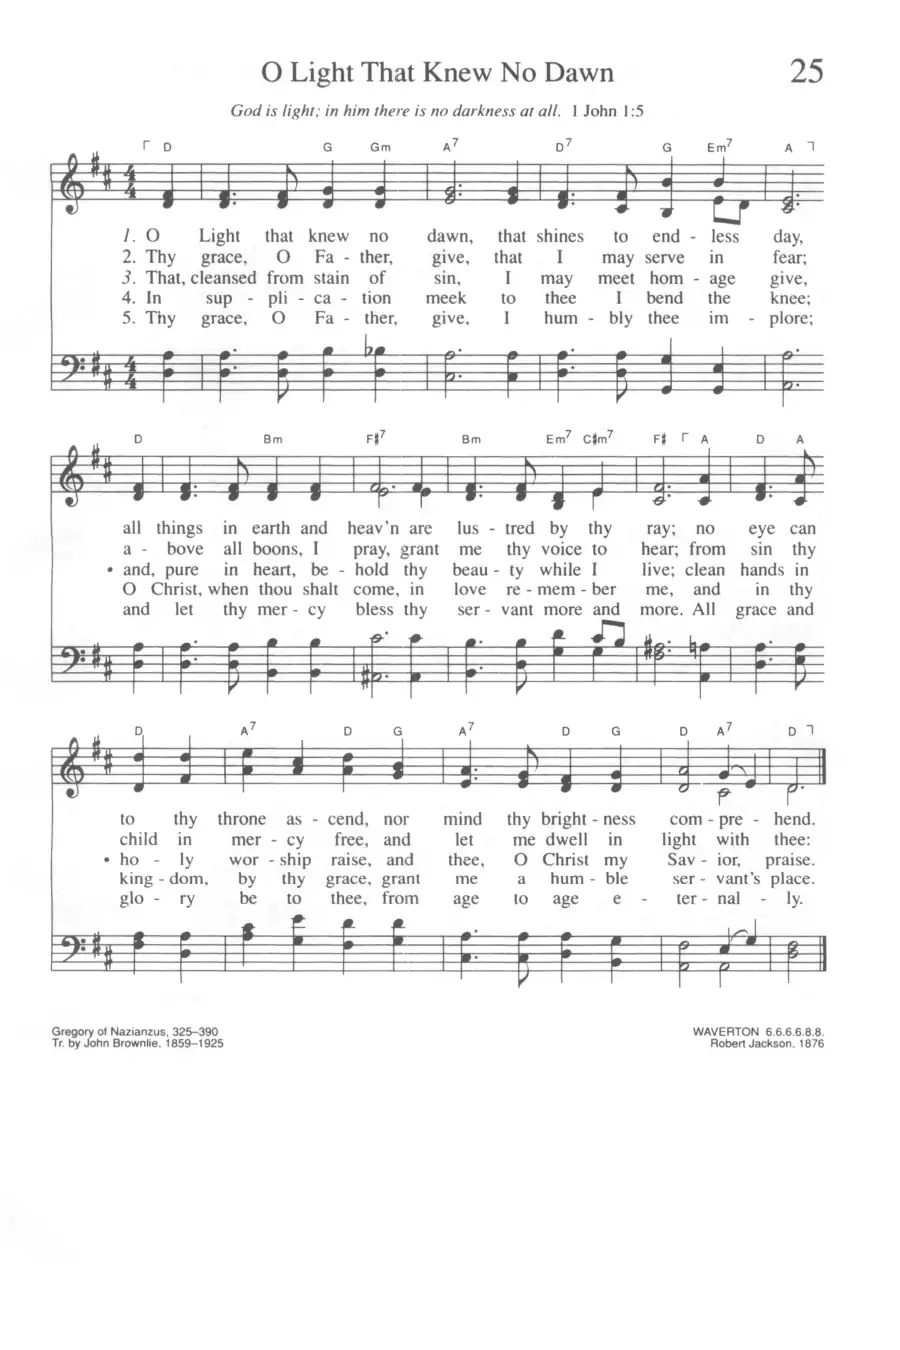 O Light That Knew No Dawn 25
God is light; in him there is no darkness at all. 1 John 1:5
D G Gm A7 D7 G Em7 A
1. O Light that knew no dawn, that shines to end - less day,
2. Thy grace, O Fa - ther, give, that I may serve in fear;
3. That, cleansed from stain of sin, I may meet hom - age give,
4. In sup - pli - ca - tion meek to thee I bend the knee;
5. Thy grace, O Fa - ther, give, I hum - bly thee im - plore;
D Bm F♯7 Bm Em7 C♯m7 F♯ A D A
all things in earth and heav'n are lus - tred by thy ray; no eye can
a - bove all boons, I pray, grant me thy voice to hear; from sin thy
• and, pure in heart, be - hold thy beau - ty while I live; clean hands in
O Christ, when thou shalt come, in love re - mem - ber me, and in thy
and let thy mer - cy bless thy ser - vant more and more. All grace and
D A7 D G A7 D G D A7 D
to thy throne as - cend, nor mind thy bright - ness com - pre - hend.
child in mer - cy free, and let me dwell in light with thee:
• ho - ly wor - ship raise, and thee, O Christ my Sav - ior, praise.
king - dom, by thy grace, grant me a hum - ble ser - vant's place.
glo - ry be to thee, from age to age e - ter - nal - ly.
Gregory of Nazianzus, 325–390 WAVERTON 6.6.6.6.8.8.
Tr. by John Brownlie, 1859–1925 Robert Jackson, 1876